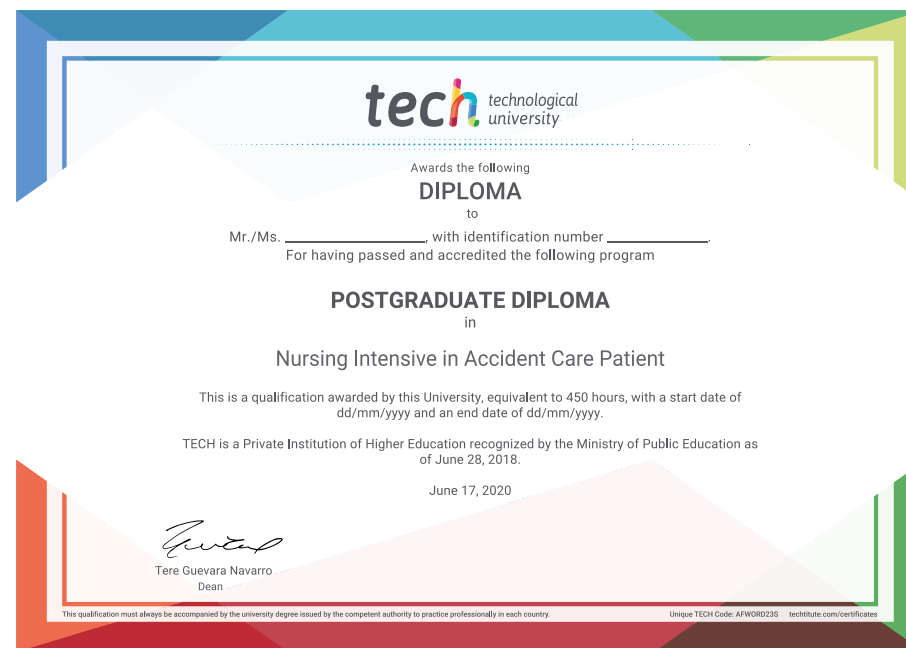 tech technological
university
Awards the following
DIPLOMA
to
Mr./Ms. ____________________, with identification number _______________.
For having passed and accredited the following program
POSTGRADUATE DIPLOMA
in
Nursing Intensive in Accident Care Patient
This is a qualification awarded by this University, equivalent to 450 hours, with a start date of
dd/mm/yyyy and an end date of dd/mm/yyyy.
TECH is a Private Institution of Higher Education recognized by the Ministry of Public Education as
of June 28, 2018.
June 17, 2020
Tere Guevara Navarro
Dean
This qualification must always be accompanied by the university degree issued by the competent authority to practice professionally in each country.
Unique TECH Code: AFWORD23S techtitute.com/certificates